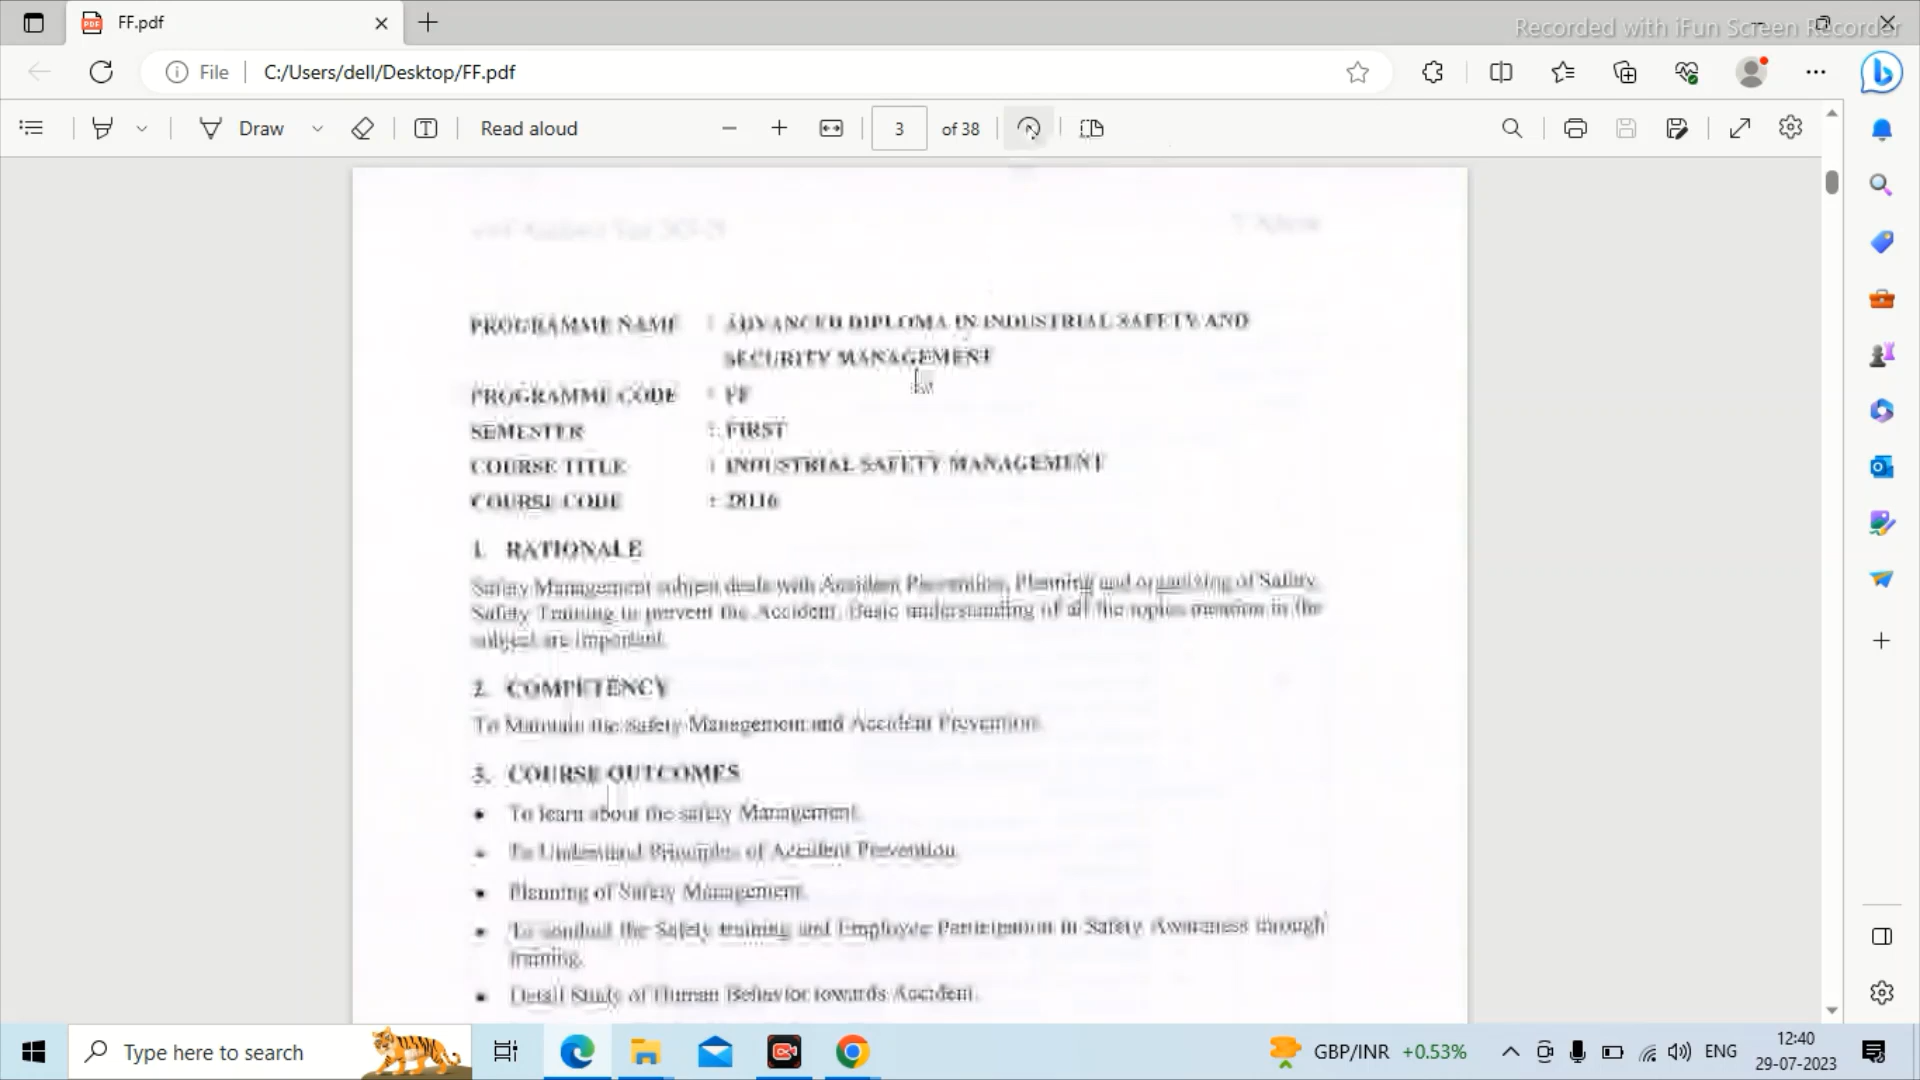 FF.pdf
Recorded with iFun Screen Recorder
File
C:/Users/dell/Desktop/FF.pdf
Draw
Read aloud
3
of 38
PROGRAMME NAME : ADVANCED DIPLOMA IN INDUSTRIAL SAFETY AND
SECURITY MANAGEMENT
PROGRAMME CODE : FF
SEMESTER : FIRST
COURSE TITLE : INDUSTRIAL SAFETY MANAGEMENT
COURSE CODE : 28116
1. RATIONALE
Safety Management subject deals with Accident Prevention, Planning and organizing of Safety,
Safety Training to prevent the Accident. Basic understanding of all the topics mention in the
subject are important.
2. COMPETENCY
To Maintain the Safety Management and Accident Prevention.
3. COURSE OUTCOMES
• To learn about the safety Management.
• To Understand Principles of Accident Prevention.
• Planning of Safety Management.
• To conduct the Safety training and Employee Participation in Safety Awareness through
training.
• Detail Study of Human Behavior towards Accident.
Type here to search
GBP/INR +0.53%
ENG
12:40
29-07-2023